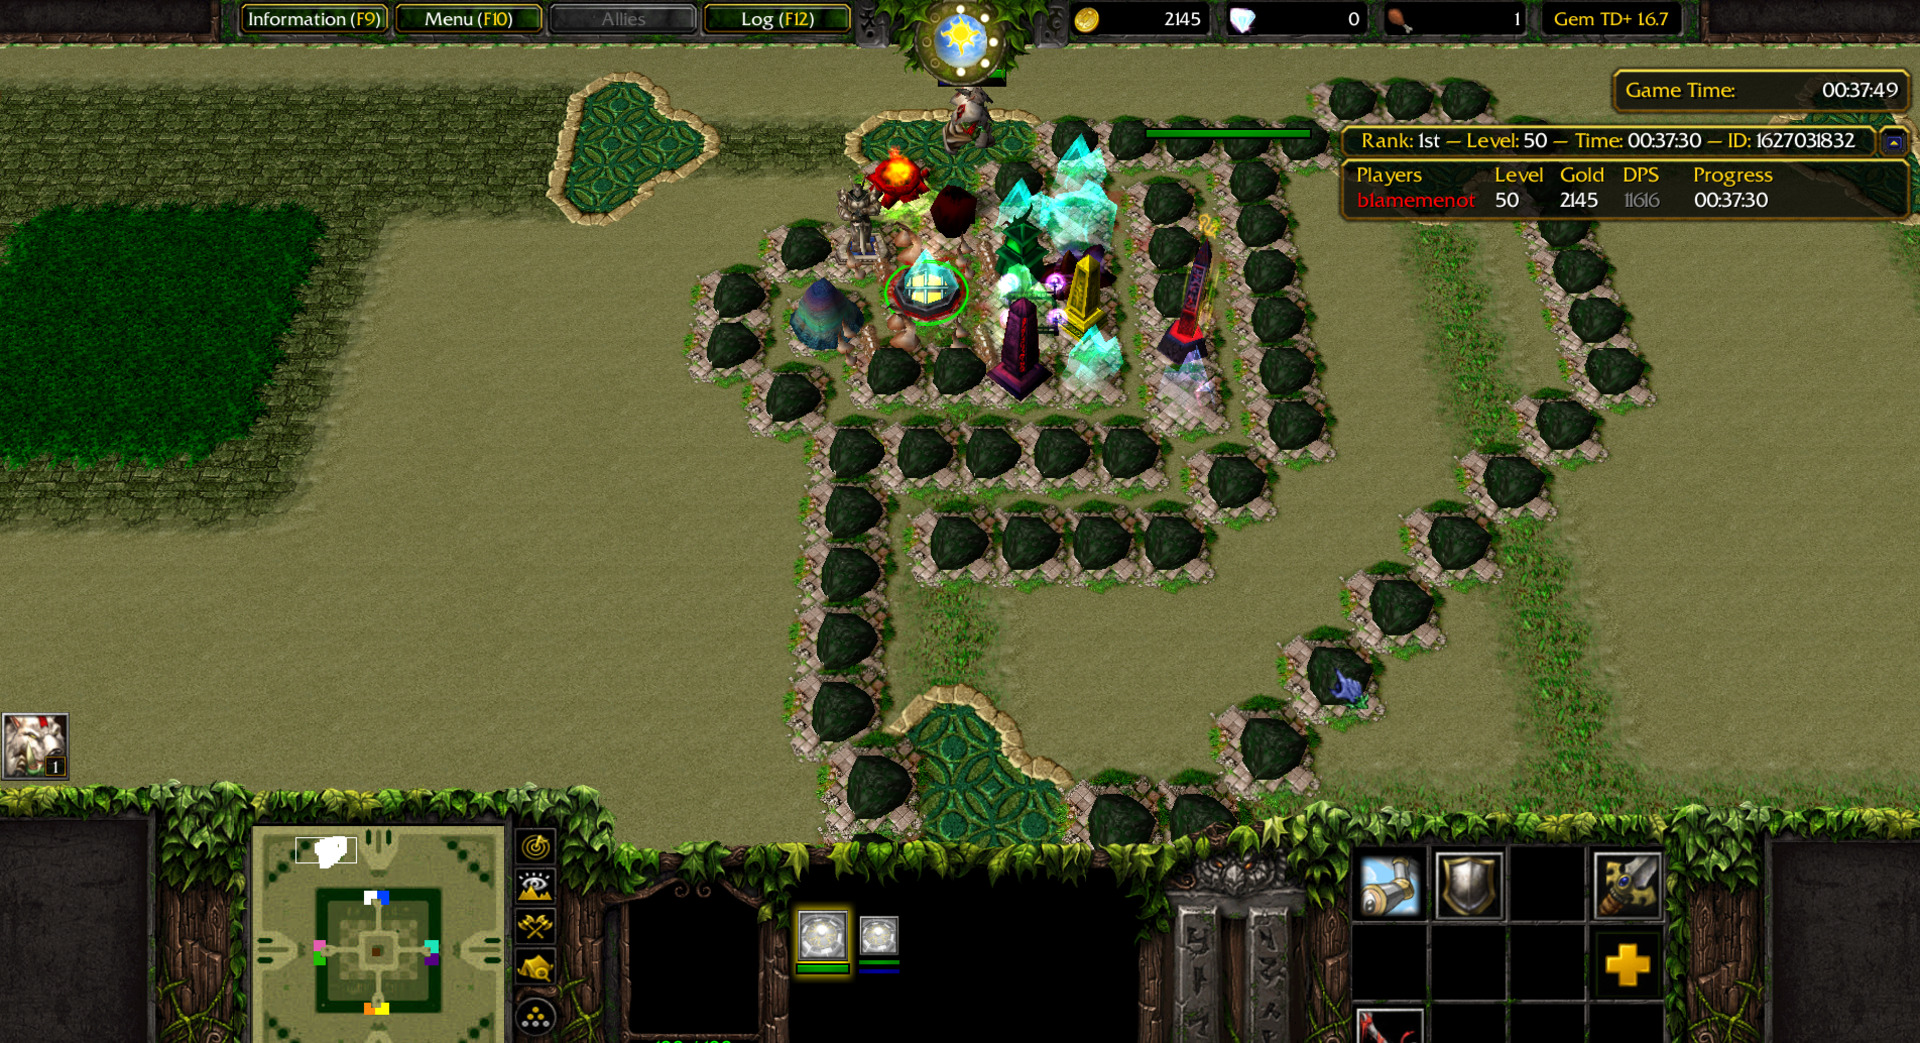 Information (F9) Menu (F10) Allies Log (F12) 2145 0 1 Gem TD+ 16.7
Game Time: 00:37:49
Rank: 1st – Level: 50 – Time: 00:37:30 – ID: 1627031832
Players Level Gold DPS Progress
blamemenot 50 2145 11616 00:37:30
1